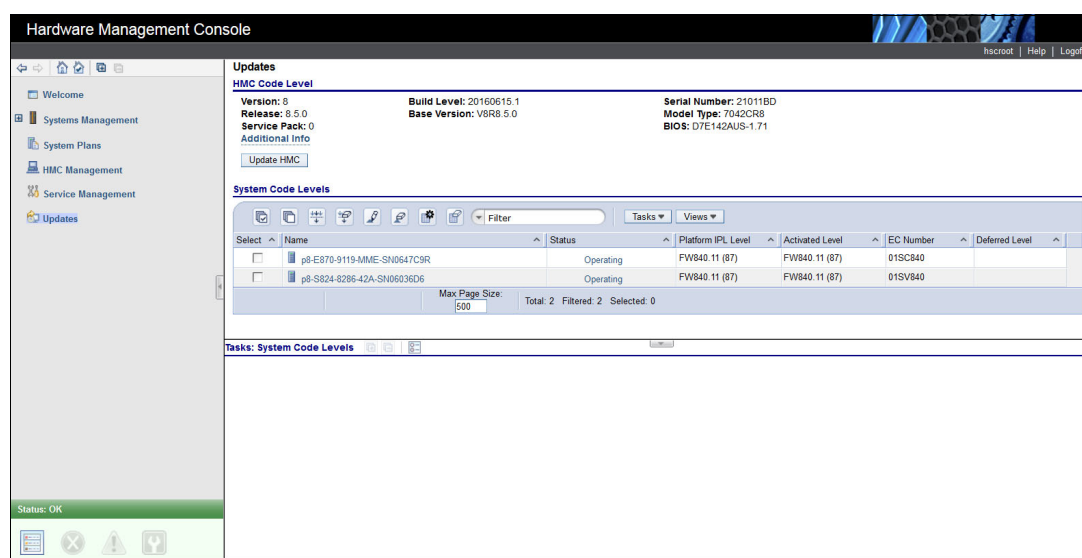 Hardware Management Console
hscroot | Help |
Updates
HMC Code Level
Welcome
Systems Management
System Plans
HMC Management
Service Management
Updates
Version: 8
Release: 8.5.0
Service Pack: 0
Additional Info
Build Level: 20160615.1
Base Version: V8R8.5.0
Serial Number: 21011BD
Model Type: 7042CR8
BIOS: D7E142AUS-1.71
Update HMC
System Code Levels
Filter Tasks Views
Select Name Status Platform IPL Level Activated Level EC Number Deferred Level
p8-E870-9119-MME-SN0647C9R Operating FW840.11 (87) FW840.11 (87) 01SC840
p8-S824-8286-42A-SN06036D6 Operating FW840.11 (87) FW840.11 (87) 01SV840
Max Page Size:
500
Total: 2 Filtered: 2 Selected: 0
Tasks: System Code Levels
Status: OK